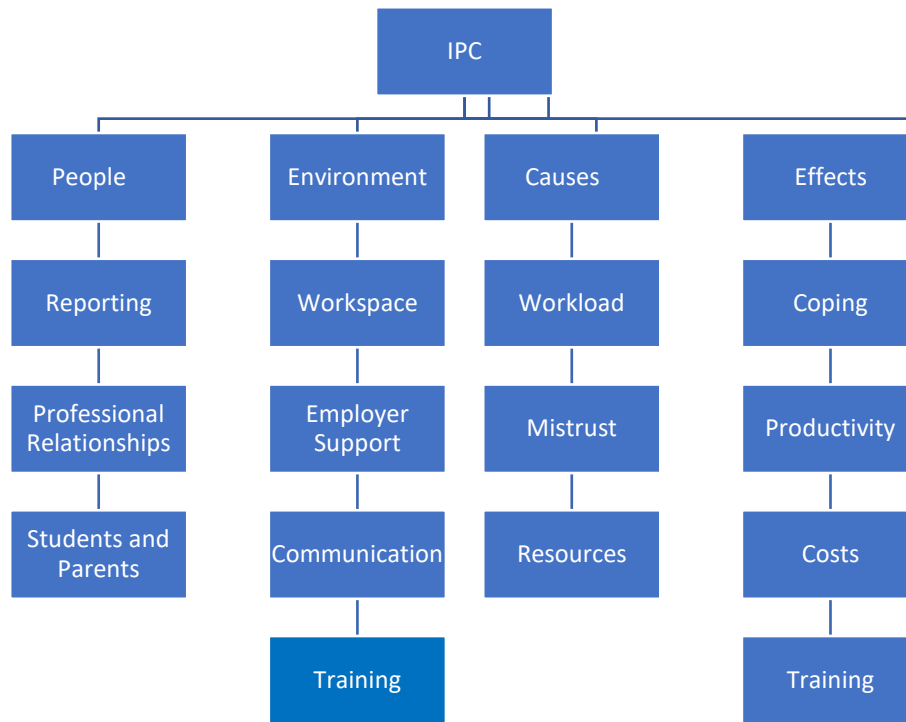 IPC
People
Environment
Causes
Effects
Reporting
Workspace
Workload
Coping
Professional
Relationships
Employer
Support
Mistrust
Productivity
Students and
Parents
Communication
Resources
Costs
Training
Training